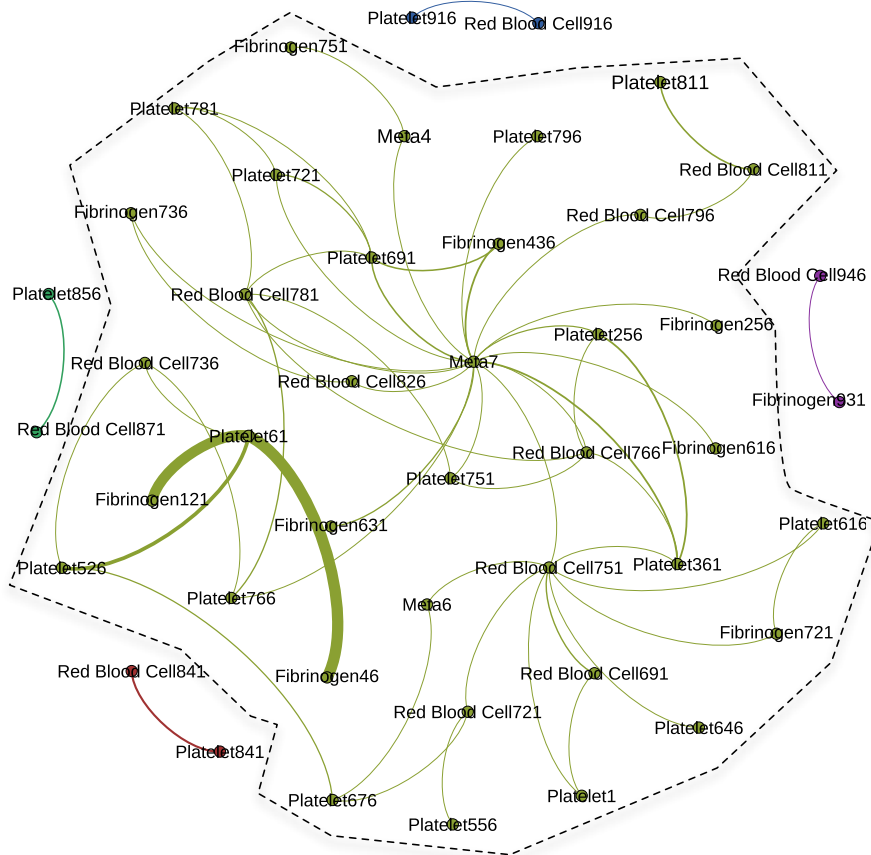 Platelet916
Red Blood Cell916
Fibrinogen751
Platelet811
Platelet781
Meta4
Platelet796
Red Blood Cell811
Platelet721
Fibrinogen736
Red Blood Cell796
Fibrinogen436
Platelet691
Red Blood Cell946
Platelet856
Red Blood Cell781
Fibrinogen256
Platelet256
Meta7
Red Blood Cell736
Red Blood Cell826
Fibrinogen931
Red Blood Cell871
Platelet61
Fibrinogen616
Red Blood Cell766
Platelet751
Fibrinogen121
Fibrinogen631
Platelet616
Platelet526
Red Blood Cell751
Platelet361
Platelet766
Meta6
Fibrinogen721
Red Blood Cell841
Fibrinogen46
Red Blood Cell691
Red Blood Cell721
Platelet646
Platelet841
Platelet676
Platelet1
Platelet556